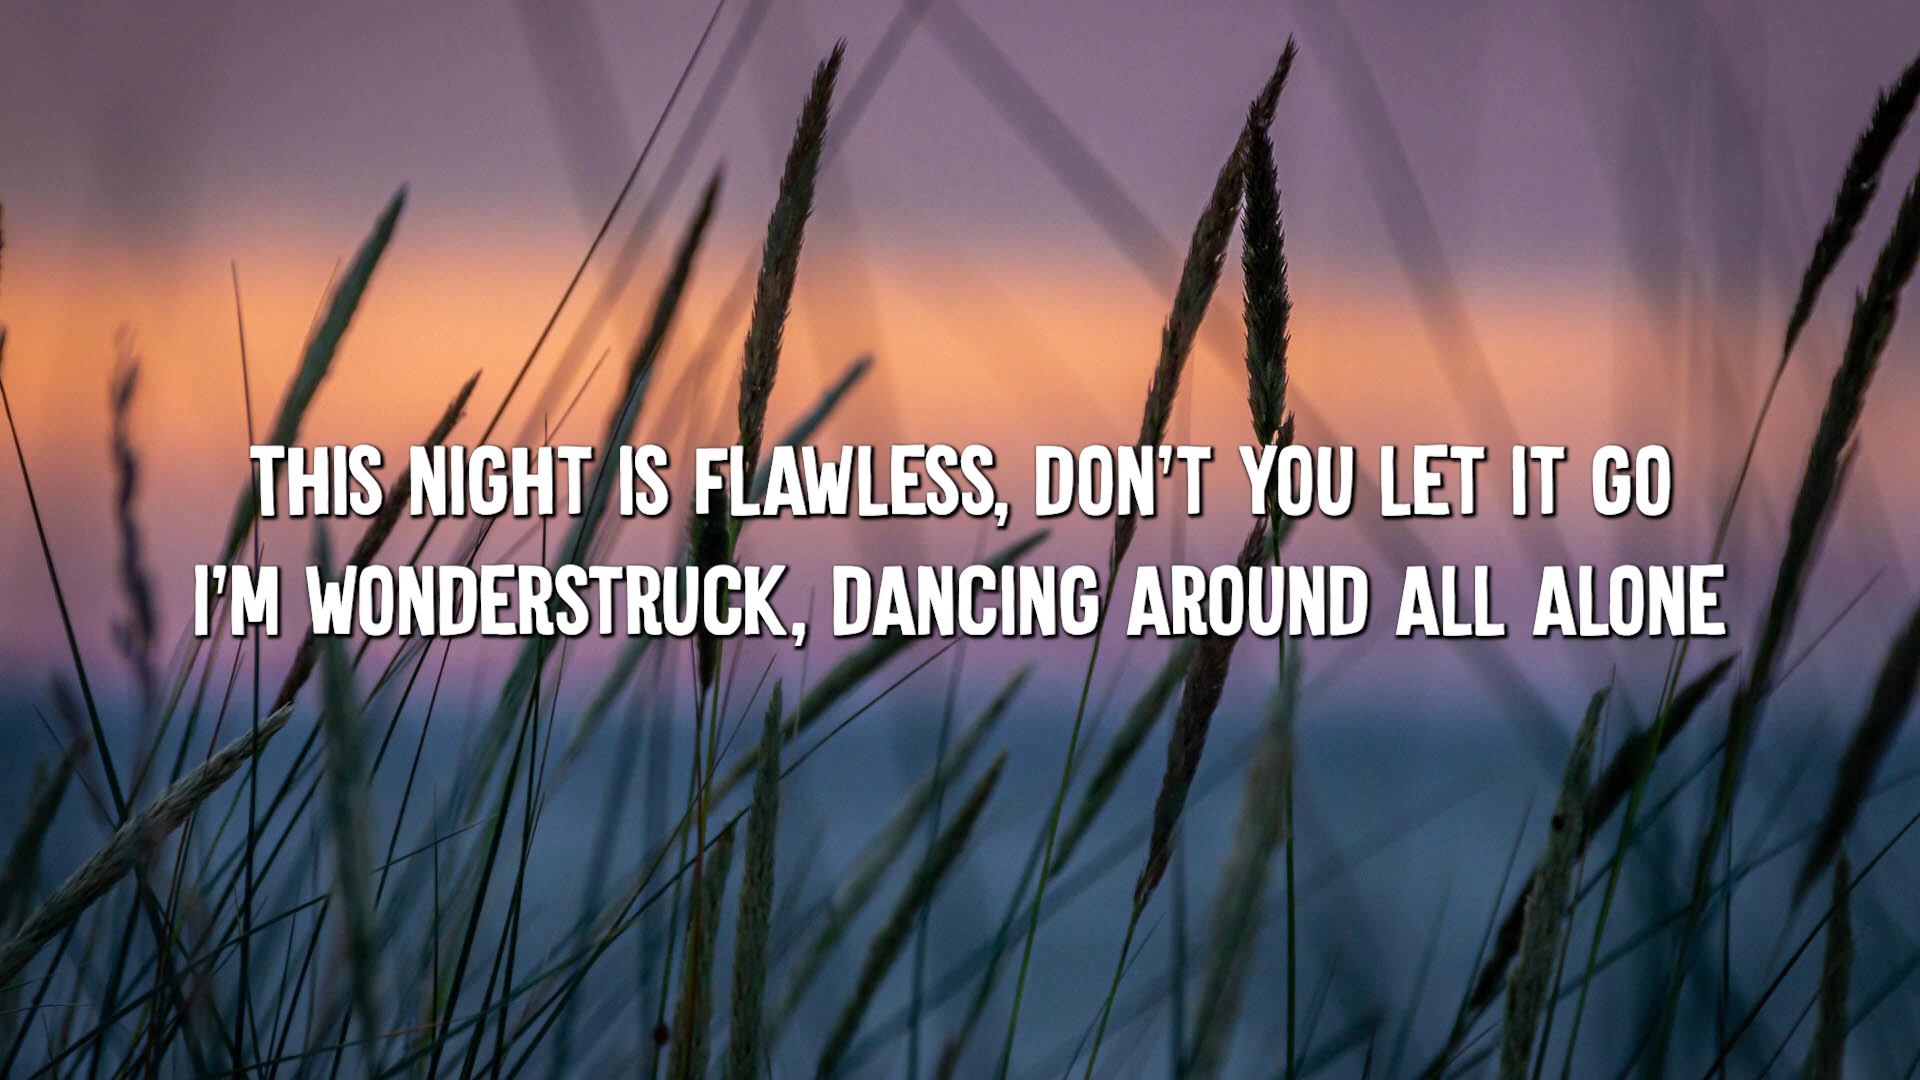 THIS NIGHT IS FLAWLESS, DON'T YOU LET IT GO
I'M WONDERSTRUCK, DANCING AROUND ALL ALONE